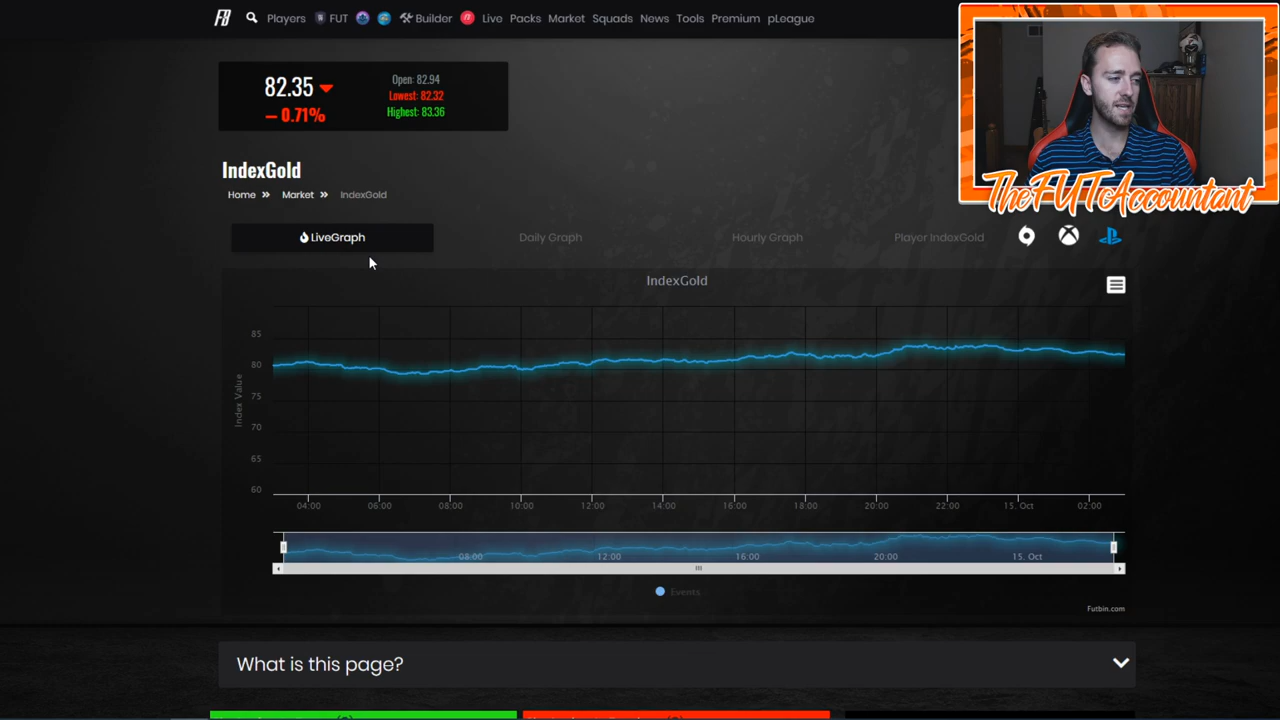 FB Players FUT Builder Live Packs Market Squads News Tools Premium pLeague
82.35
– 0.71%
Open: 82.94
Lowest: 82.32
Highest: 83.36
TheFUTAccountant
IndexGold
Home » Market » IndexGold
LiveGraph Daily Graph Hourly Graph Player IndexGold
IndexGold
85
80
75
70
65
60
Index Value
04:00 06:00 08:00 10:00 12:00 14:00 16:00 18:00 20:00 22:00 15. Oct 02:00
08:00 12:00 16:00 20:00 15. Oct
Events
Futbin.com
What is this page?